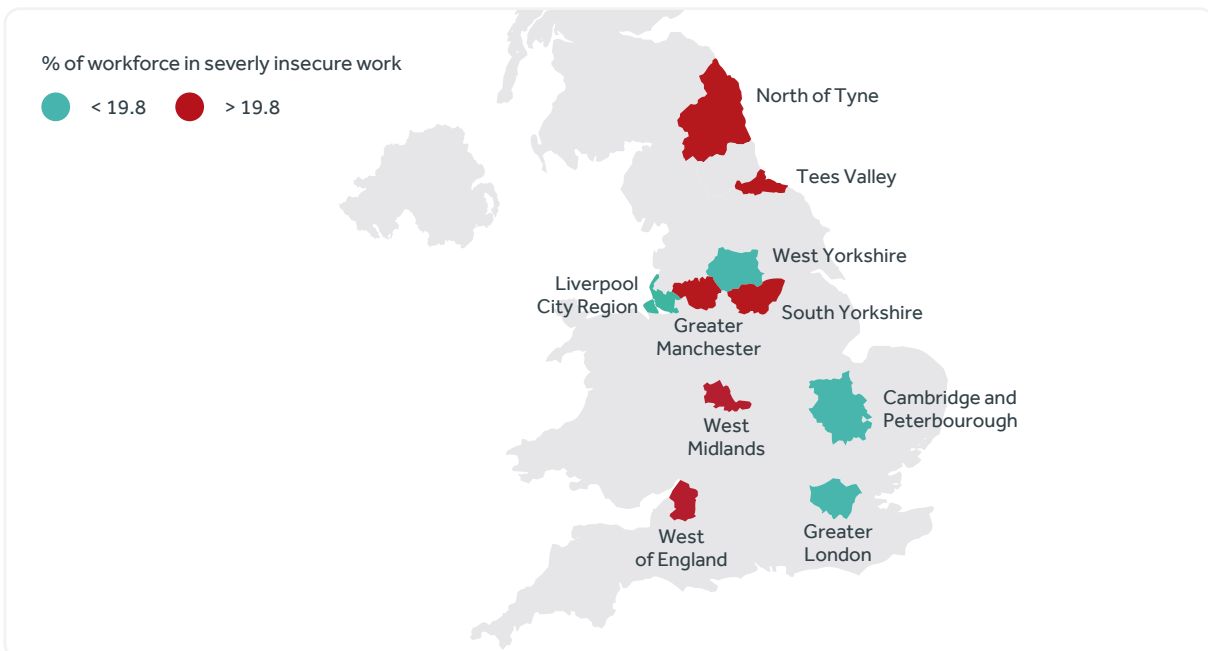 % of workforce in severly insecure work
< 19.8
> 19.8
North of Tyne
Tees Valley
West Yorkshire
Liverpool
City Region
South Yorkshire
Greater
Manchester
Cambridge and
Peterbourough
West
Midlands
West
of England
Greater
London